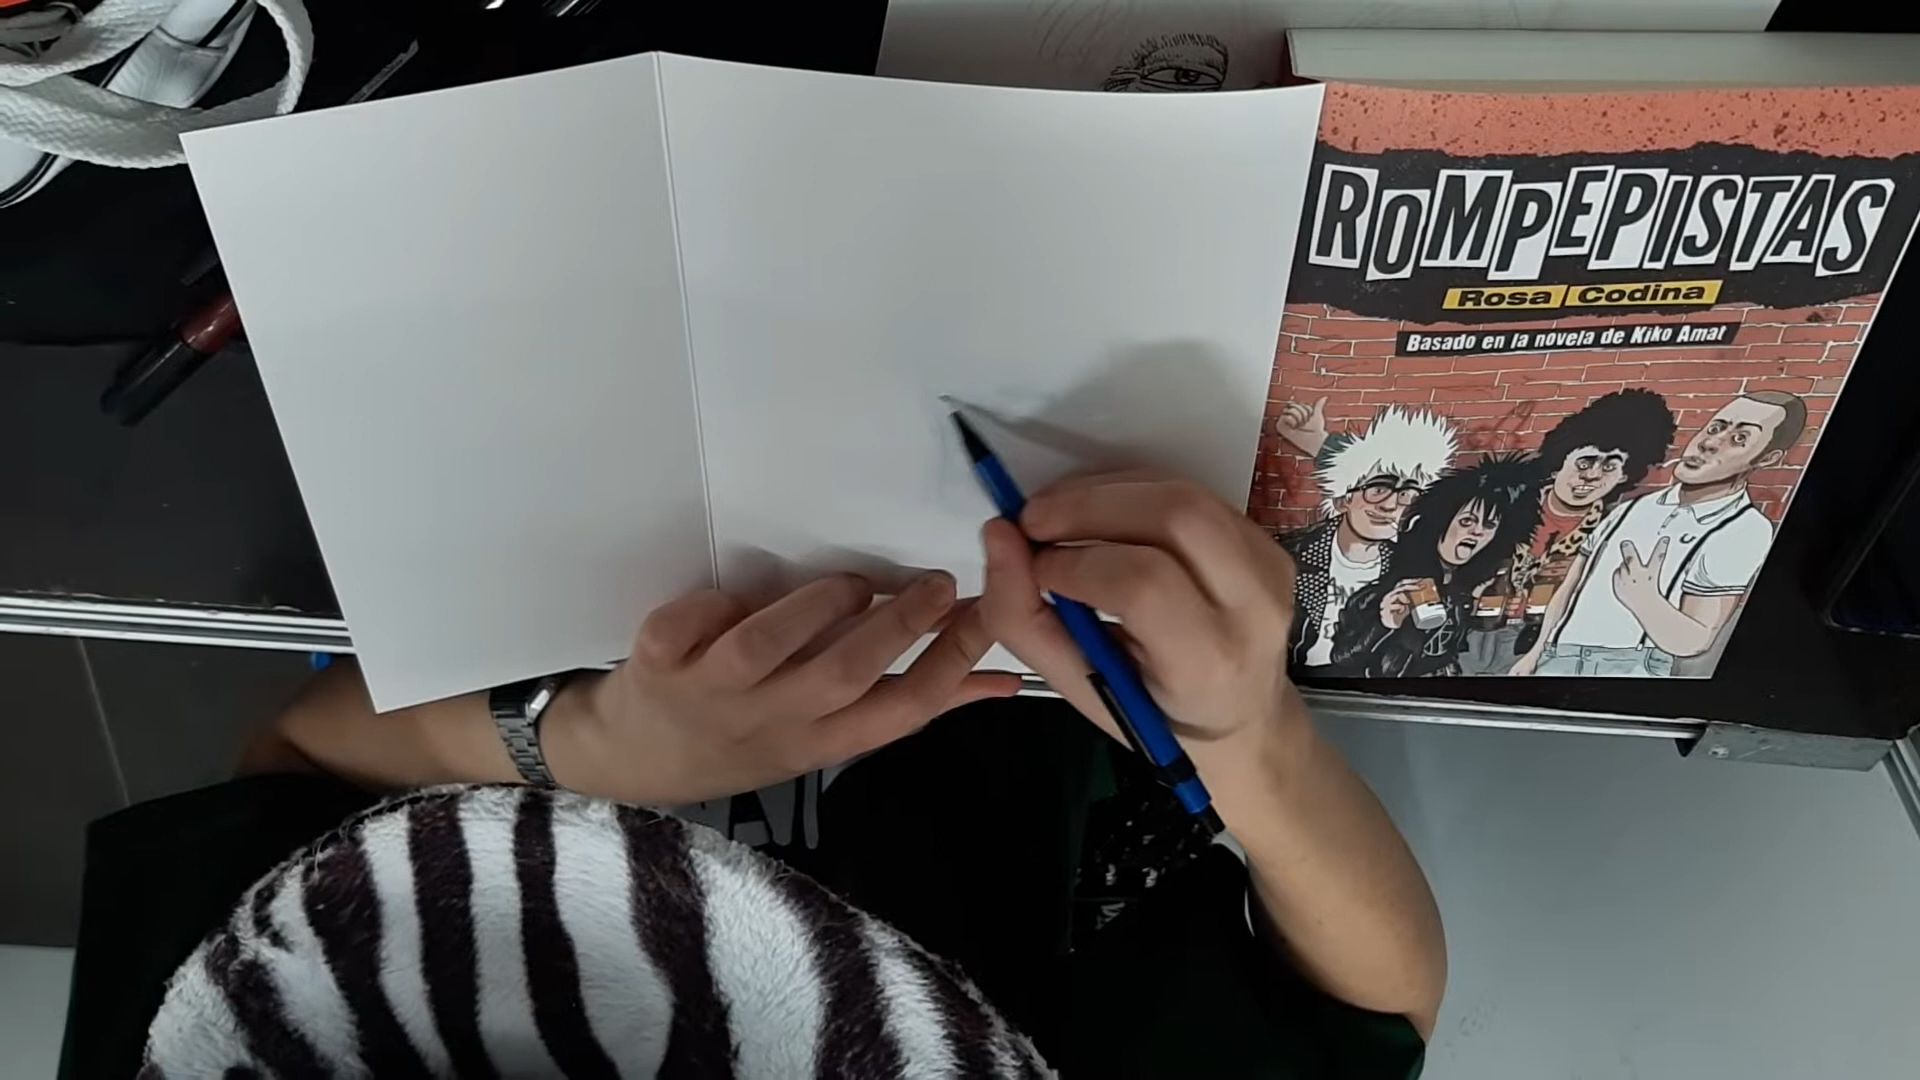 ROMPEPISTAS
Rosa Codina
Basado en la novela de Kiko Amat